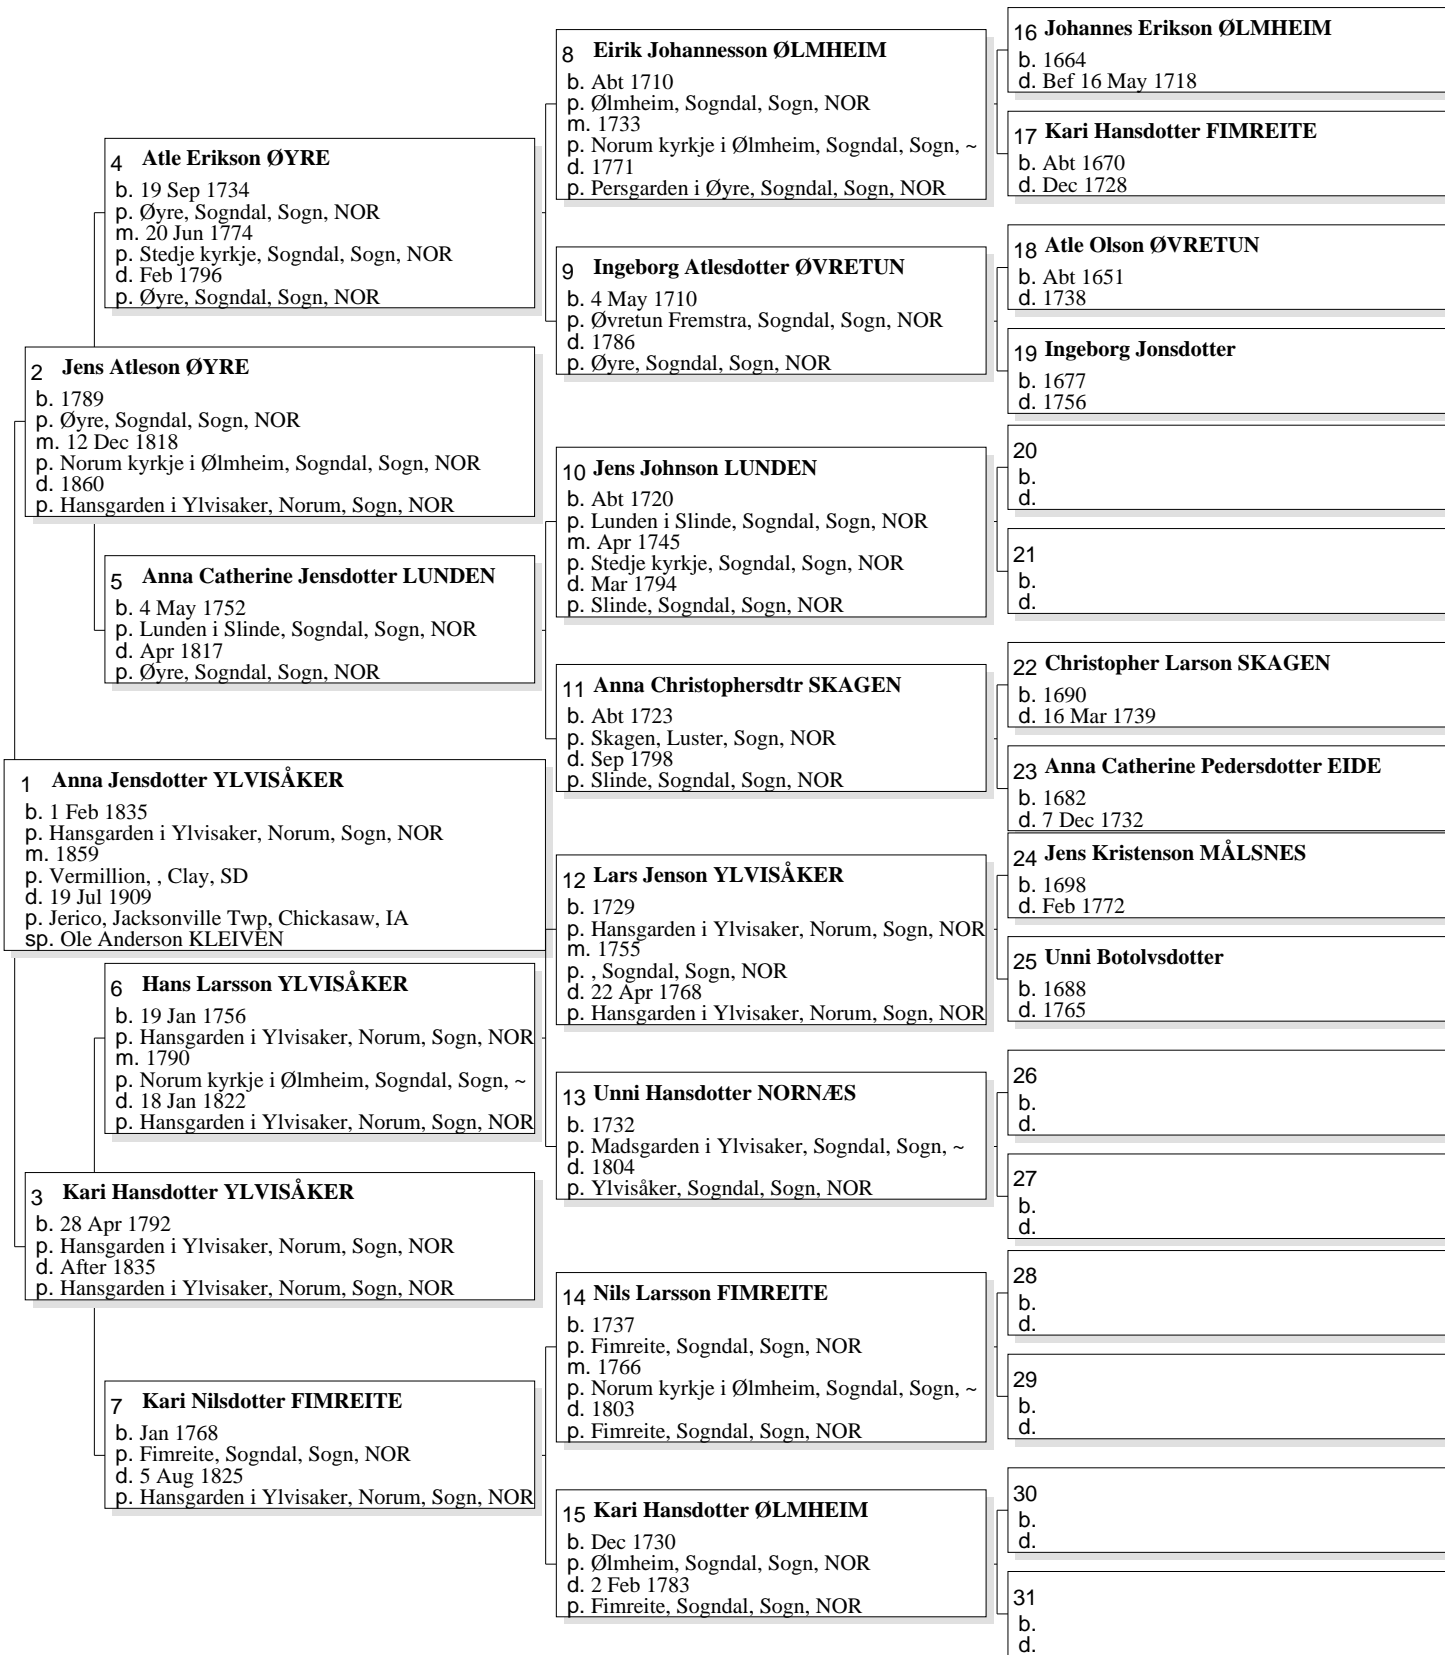 1 Anna Jensdotter YLVISÅKER
b. 1 Feb 1835
p. Hansgarden i Ylvisaker, Norum, Sogn, NOR
m. 1859
p. Vermillion, , Clay, SD
d. 19 Jul 1909
p. Jerico, Jacksonville Twp, Chickasaw, IA
sp. Ole Anderson KLEIVEN
2 Jens Atleson ØYRE
b. 1789
p. Øyre, Sogndal, Sogn, NOR
m. 12 Dec 1818
p. Norum kyrkje i Ølmheim, Sogndal, Sogn, NOR
d. 1860
p. Hansgarden i Ylvisaker, Norum, Sogn, NOR
3 Kari Hansdotter YLVISÅKER
b. 28 Apr 1792
p. Hansgarden i Ylvisaker, Norum, Sogn, NOR
d. After 1835
p. Hansgarden i Ylvisaker, Norum, Sogn, NOR
4 Atle Erikson ØYRE
b. 19 Sep 1734
p. Øyre, Sogndal, Sogn, NOR
m. 20 Jun 1774
p. Stedje kyrkje, Sogndal, Sogn, NOR
d. Feb 1796
p. Øyre, Sogndal, Sogn, NOR
5 Anna Catherine Jensdotter LUNDEN
b. 4 May 1752
p. Lunden i Slinde, Sogndal, Sogn, NOR
d. Apr 1817
p. Øyre, Sogndal, Sogn, NOR
6 Hans Larsson YLVISÅKER
b. 19 Jan 1756
p. Hansgarden i Ylvisaker, Norum, Sogn, NOR
m. 1790
p. Norum kyrkje i Ølmheim, Sogndal, Sogn, ~
d. 18 Jan 1822
p. Hansgarden i Ylvisaker, Norum, Sogn, NOR
7 Kari Nilsdotter FIMREITE
b. Jan 1768
p. Fimreite, Sogndal, Sogn, NOR
d. 5 Aug 1825
p. Hansgarden i Ylvisaker, Norum, Sogn, NOR
8 Eirik Johannesson ØLMHEIM
b. Abt 1710
p. Ølmheim, Sogndal, Sogn, NOR
m. 1733
p. Norum kyrkje i Ølmheim, Sogndal, Sogn, ~
d. 1771
p. Persgarden i Øyre, Sogndal, Sogn, NOR
9 Ingeborg Atlesdotter ØVRETUN
b. 4 May 1710
p. Øvretun Fremstra, Sogndal, Sogn, NOR
d. 1786
p. Øyre, Sogndal, Sogn, NOR
10 Jens Johnson LUNDEN
b. Abt 1720
p. Lunden i Slinde, Sogndal, Sogn, NOR
m. Apr 1745
p. Stedje kyrkje, Sogndal, Sogn, NOR
d. Mar 1794
p. Slinde, Sogndal, Sogn, NOR
11 Anna Christophersdtr SKAGEN
b. Abt 1723
p. Skagen, Luster, Sogn, NOR
d. Sep 1798
p. Slinde, Sogndal, Sogn, NOR
12 Lars Jenson YLVISÅKER
b. 1729
p. Hansgarden i Ylvisaker, Norum, Sogn, NOR
m. 1755
p. , Sogndal, Sogn, NOR
d. 22 Apr 1768
p. Hansgarden i Ylvisaker, Norum, Sogn, NOR
13 Unni Hansdotter NORNÆS
b. 1732
p. Madsgarden i Ylvisaker, Sogndal, Sogn, ~
d. 1804
p. Ylvisåker, Sogndal, Sogn, NOR
14 Nils Larsson FIMREITE
b. 1737
p. Fimreite, Sogndal, Sogn, NOR
m. 1766
p. Norum kyrkje i Ølmheim, Sogndal, Sogn, ~
d. 1803
p. Fimreite, Sogndal, Sogn, NOR
15 Kari Hansdotter ØLMHEIM
b. Dec 1730
p. Ølmheim, Sogndal, Sogn, NOR
d. 2 Feb 1783
p. Fimreite, Sogndal, Sogn, NOR
16 Johannes Erikson ØLMHEIM
b. 1664
d. Bef 16 May 1718
17 Kari Hansdotter FIMREITE
b. Abt 1670
d. Dec 1728
18 Atle Olson ØVRETUN
b. Abt 1651
d. 1738
19 Ingeborg Jonsdotter
b. 1677
d. 1756
20
b.
d.
21
b.
d.
22 Christopher Larson SKAGEN
b. 1690
d. 16 Mar 1739
23 Anna Catherine Pedersdotter EIDE
b. 1682
d. 7 Dec 1732
24 Jens Kristenson MÅLSNES
b. 1698
d. Feb 1772
25 Unni Botolvsdotter
b. 1688
d. 1765
26
b.
d.
27
b.
d.
28
b.
d.
29
b.
d.
30
b.
d.
31
b.
d.